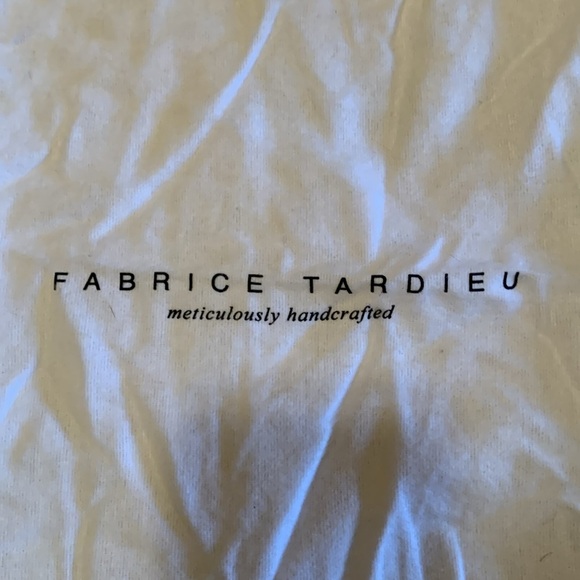 FABRICE TARDIEU
meticulously handcrafted